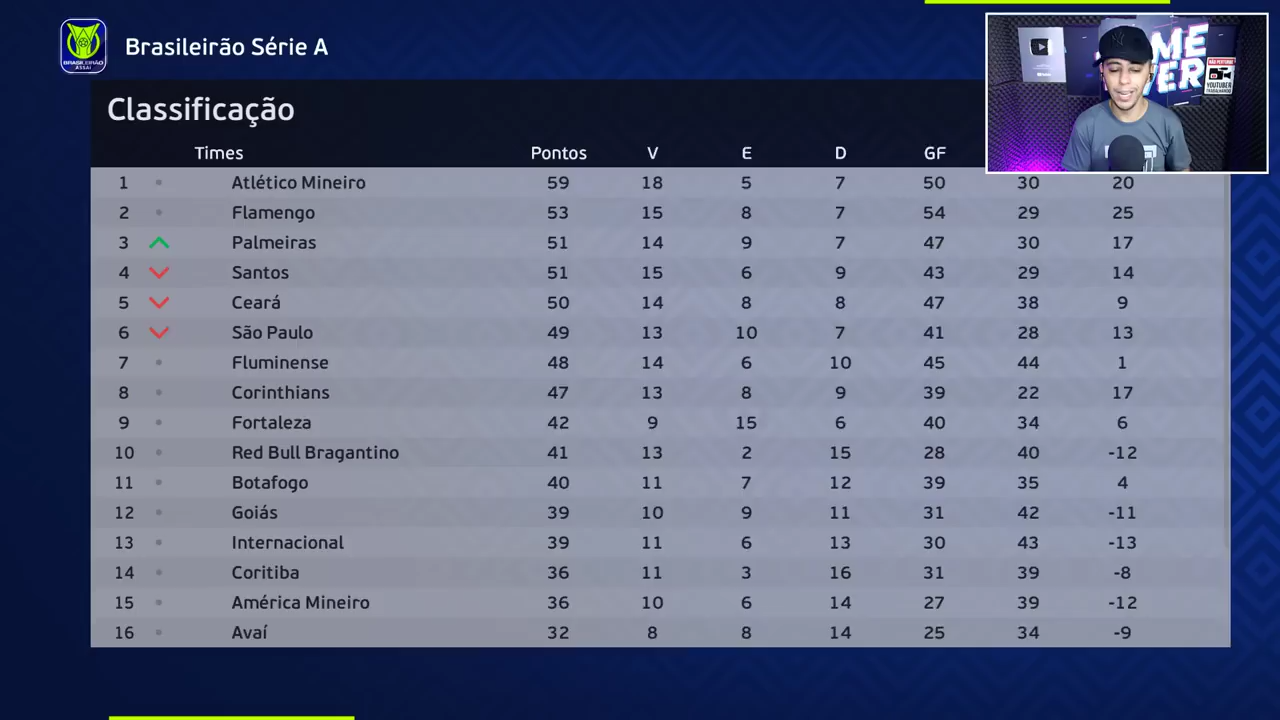 Brasileirão Série A
BRASILEIRÃO
ASSAÍ
ME
VER
NÃO PERTURBE
YOUTUBER
TRABALHANDO
Classificação
Times Pontos V E D GF
1 Atlético Mineiro 59 18 5 7 50 30 20
2 Flamengo 53 15 8 7 54 29 25
3 Palmeiras 51 14 9 7 47 30 17
4 Santos 51 15 6 9 43 29 14
5 Ceará 50 14 8 8 47 38 9
6 São Paulo 49 13 10 7 41 28 13
7 Fluminense 48 14 6 10 45 44 1
8 Corinthians 47 13 8 9 39 22 17
9 Fortaleza 42 9 15 6 40 34 6
10 Red Bull Bragantino 41 13 2 15 28 40 -12
11 Botafogo 40 11 7 12 39 35 4
12 Goiás 39 10 9 11 31 42 -11
13 Internacional 39 11 6 13 30 43 -13
14 Coritiba 36 11 3 16 31 39 -8
15 América Mineiro 36 10 6 14 27 39 -12
16 Avaí 32 8 8 14 25 34 -9